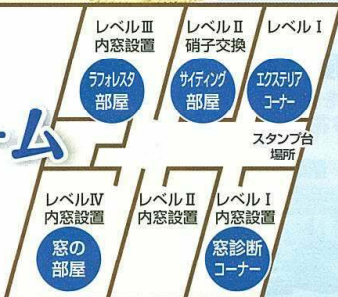 レベルⅢ
内窓設置
ラフォレスタ
部屋
レベルⅡ
硝子交換
サイディング
部屋
レベルⅠ
エクステリア
コーナー
ーム
スタンプ台
場所
レベルⅣ
内窓設置
窓の
部屋
レベルⅡ
内窓設置
レベルⅠ
内窓設置
窓診断
コーナー